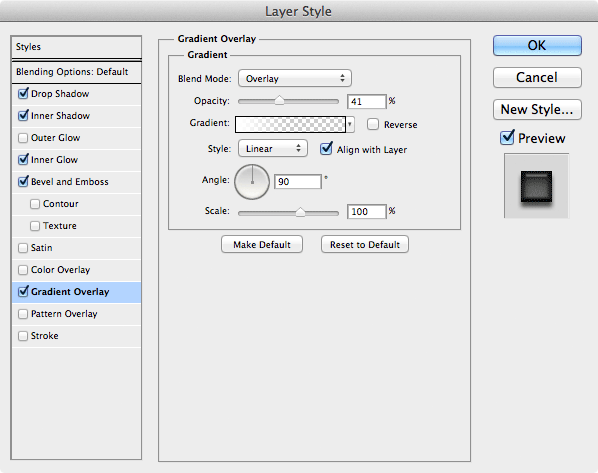 Layer Style
Styles
Blending Options: Default
Drop Shadow
Inner Shadow
Outer Glow
Inner Glow
Bevel and Emboss
Contour
Texture
Satin
Color Overlay
Gradient Overlay
Pattern Overlay
Stroke
Gradient Overlay
Gradient
Blend Mode: Overlay
Opacity: 41 %
Gradient: Reverse
Style: Linear Align with Layer
Angle: 90 °
Scale: 100 %
Make Default Reset to Default
OK
Cancel
New Style...
Preview